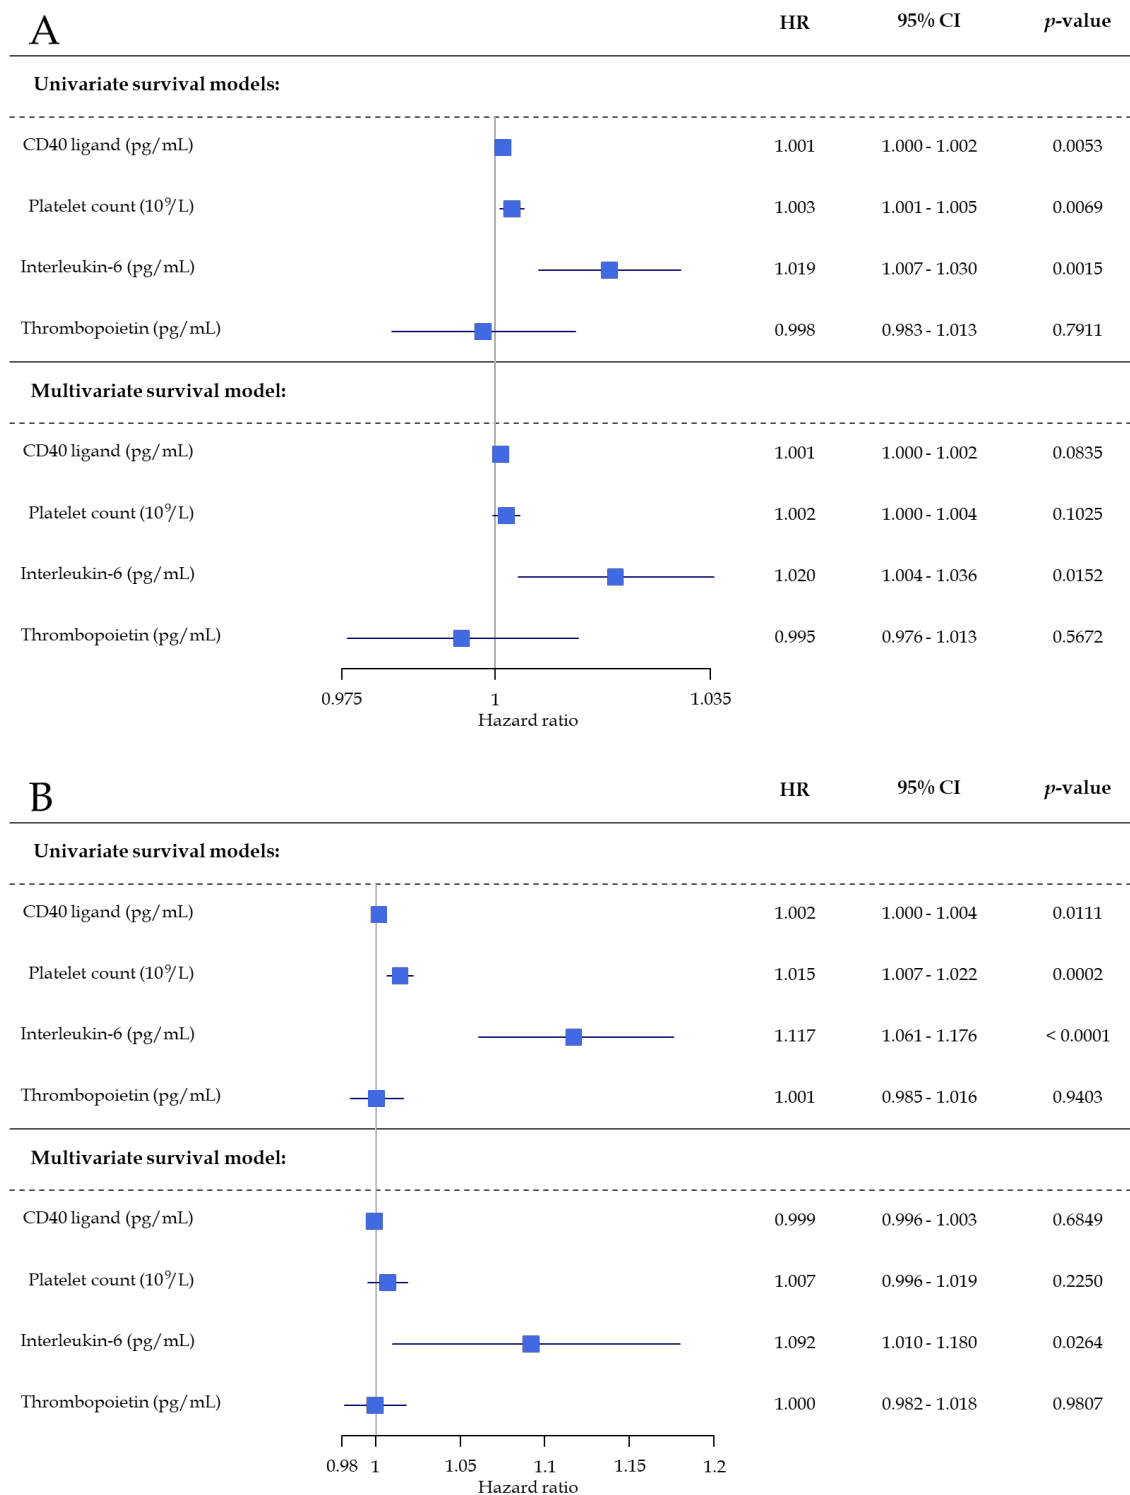 A HR 95% CI p-value
Univariate survival models:
CD40 ligand (pg/mL) 1.001 1.000 - 1.002 0.0053
Platelet count (10⁹/L) 1.003 1.001 - 1.005 0.0069
Interleukin-6 (pg/mL) 1.019 1.007 - 1.030 0.0015
Thrombopoietin (pg/mL) 0.998 0.983 - 1.013 0.7911
Multivariate survival model:
CD40 ligand (pg/mL) 1.001 1.000 - 1.002 0.0835
Platelet count (10⁹/L) 1.002 1.000 - 1.004 0.1025
Interleukin-6 (pg/mL) 1.020 1.004 - 1.036 0.0152
Thrombopoietin (pg/mL) 0.995 0.976 - 1.013 0.5672
0.975 1 1.035
Hazard ratio
B HR 95% CI p-value
Univariate survival models:
CD40 ligand (pg/mL) 1.002 1.000 - 1.004 0.0111
Platelet count (10⁹/L) 1.015 1.007 - 1.022 0.0002
Interleukin-6 (pg/mL) 1.117 1.061 - 1.176 < 0.0001
Thrombopoietin (pg/mL) 1.001 0.985 - 1.016 0.9403
Multivariate survival model:
CD40 ligand (pg/mL) 0.999 0.996 - 1.003 0.6849
Platelet count (10⁹/L) 1.007 0.996 - 1.019 0.2250
Interleukin-6 (pg/mL) 1.092 1.010 - 1.180 0.0264
Thrombopoietin (pg/mL) 1.000 0.982 - 1.018 0.9807
0.98 1 1.05 1.1 1.15 1.2
Hazard ratio